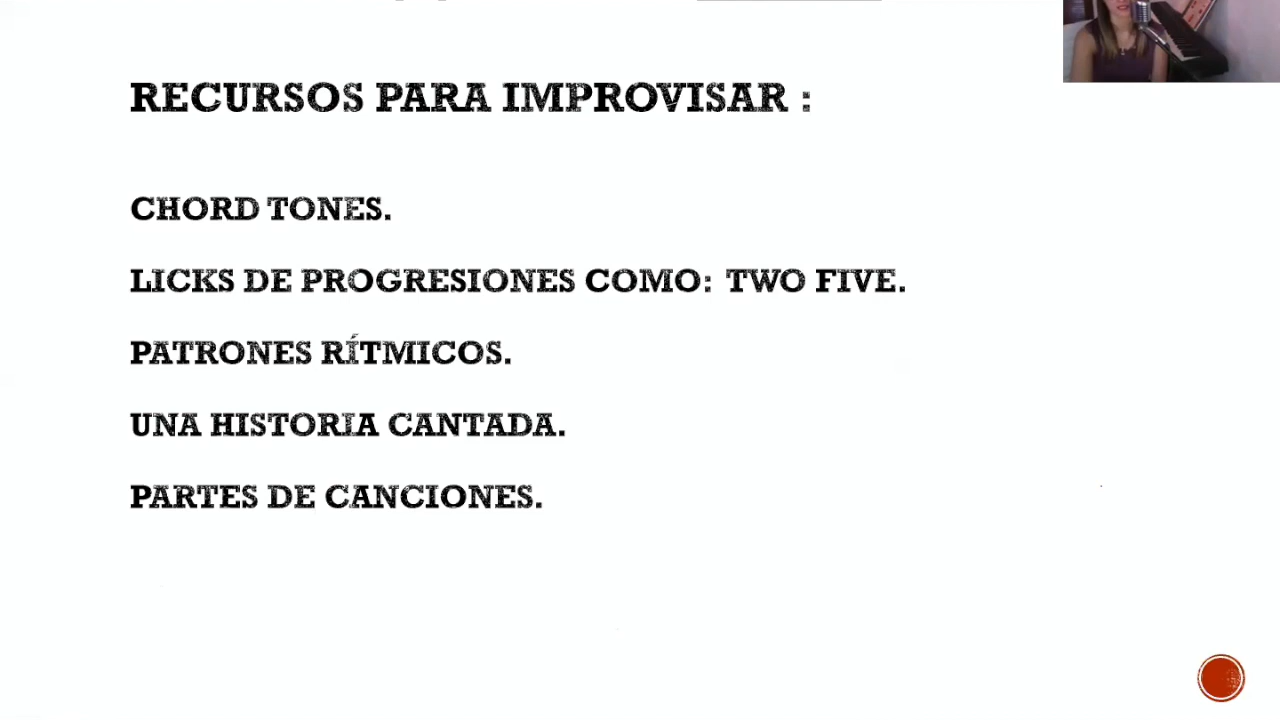 RECURSOS PARA IMPROVISAR :
CHORD TONES.
LICKS DE PROGRESIONES COMO: TWO FIVE.
PATRONES RÍTMICOS.
UNA HISTORIA CANTADA.
PARTES DE CANCIONES.